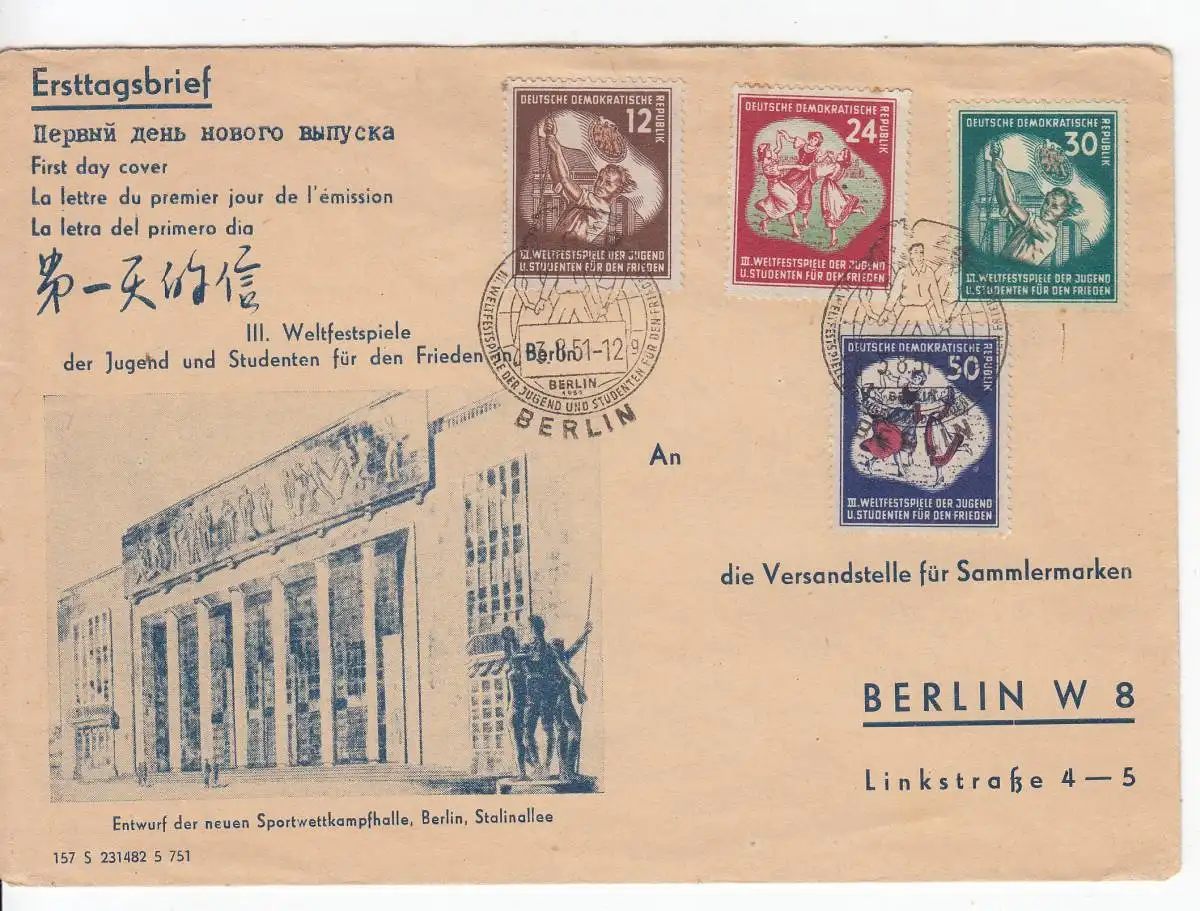 Ersttagsbrief
Первый день нового выпуска
First day cover
La lettre du premier jour de l'émission
La letra del primero dia
第一天的信
III. Weltfestspiele
der Jugend und Studenten für den Frieden in Berlin
DEUTSCHE DEMOKRATISCHE REPUBLIK
12
III. WELTFESTSPIELE DER JUGEND
U. STUDENTEN FÜR DEN FRIEDEN
DEUTSCHE DEMOKRATISCHE REPUBLIK
24
III. WELTFESTSPIELE DER JUGEND
U. STUDENTEN FÜR DEN FRIEDEN
DEUTSCHE DEMOKRATISCHE REPUBLIK
30
III. WELTFESTSPIELE DER JUGEND
U. STUDENTEN FÜR DEN FRIEDEN
DEUTSCHE DEMOKRATISCHE REPUBLIK
50
III. WELTFESTSPIELE DER JUGEND
U. STUDENTEN FÜR DEN FRIEDEN
III. WELTFESTSPIELE DER JUGEND UND STUDENTEN FÜR DEN FRIEDEN
3.8.51-12
BERLIN
1951
BERLIN
3.8.51
BERLIN
An
die Versandstelle für Sammlermarken
BERLIN W 8
Linkstraße 4 — 5
Entwurf der neuen Sportwettkampfhalle, Berlin, Stalinallee
157 S 231482 5 751